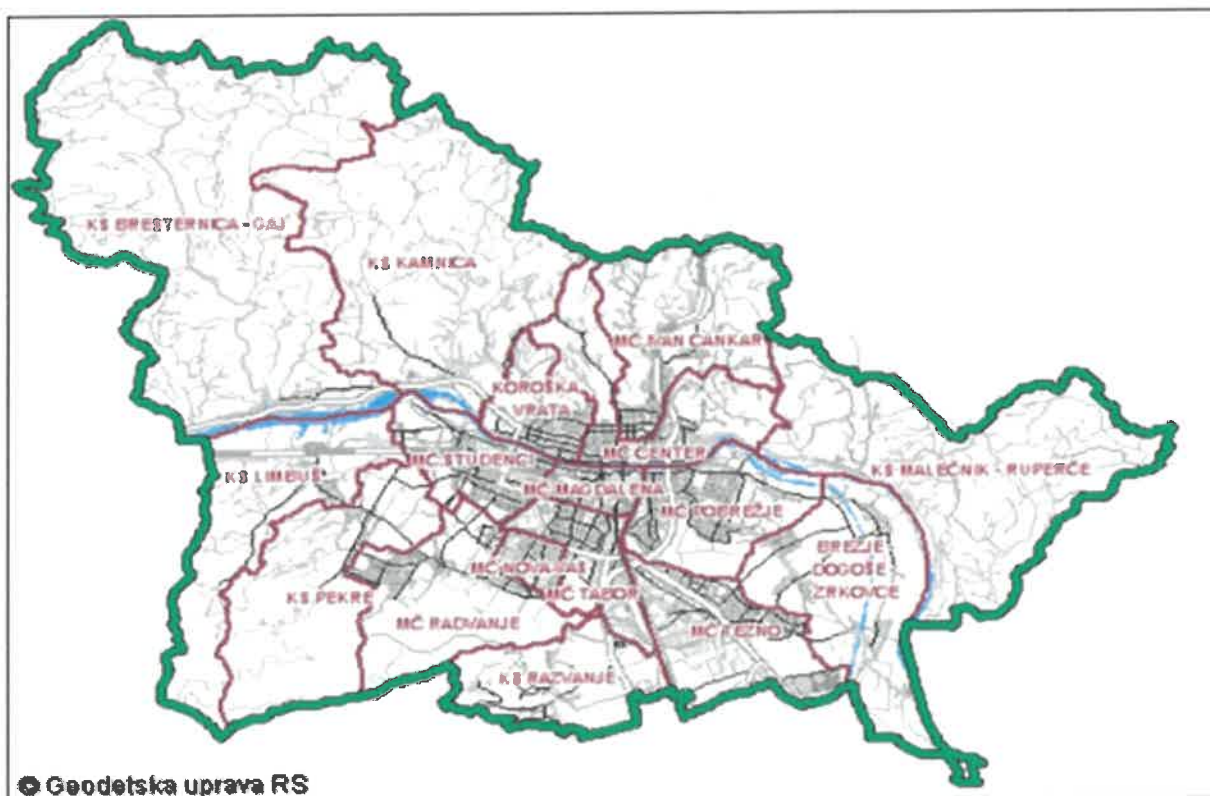 KS BRESTERNICA - GAJ
KS KAMNICA
MČ IVAN CANKAR
KOROŠKA
VRATA
MČ CENTER
MČ STUDENCI
KS LIMBUŠ
MČ MAGDALENA
KS MALEČNIK - RUPERČE
MČ POBREŽJE
BREZJE
DOGOŠE
ZRKOVCE
MČ NOVA VAS
MČ TABOR
KS PEKRE
MČ RADVANJE
MČ TEZNO
KS RAZVANJE
Geodetska uprava RS